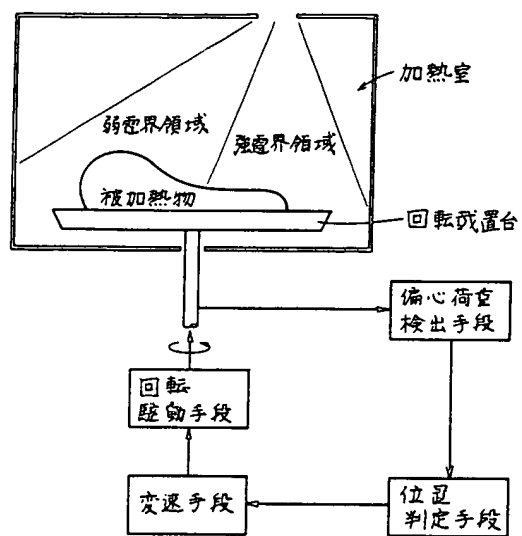 加熱室
弱電界領域
強電界領域
被加熱物
回転載置台
偏心荷重
検出手段
回転
駆動手段
変速手段
位置
判定手段